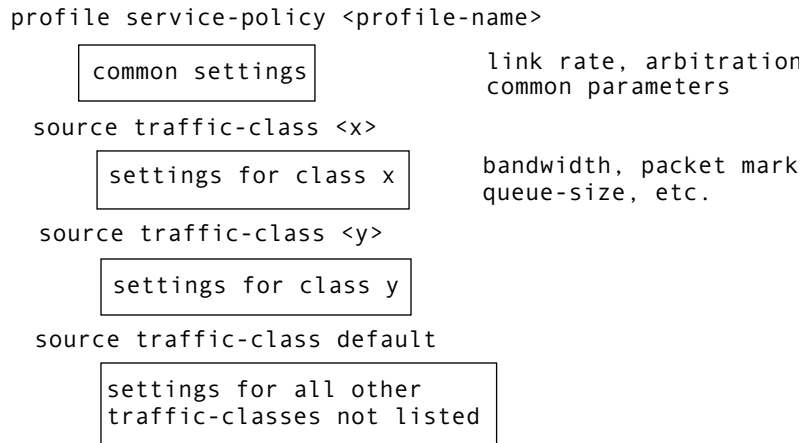 profile service-policy <profile-name>
common settings
link rate, arbitration
common parameters
source traffic-class <x>
settings for class x
bandwidth, packet mark
queue-size, etc.
source traffic-class <y>
settings for class y
source traffic-class default
settings for all other
traffic-classes not listed